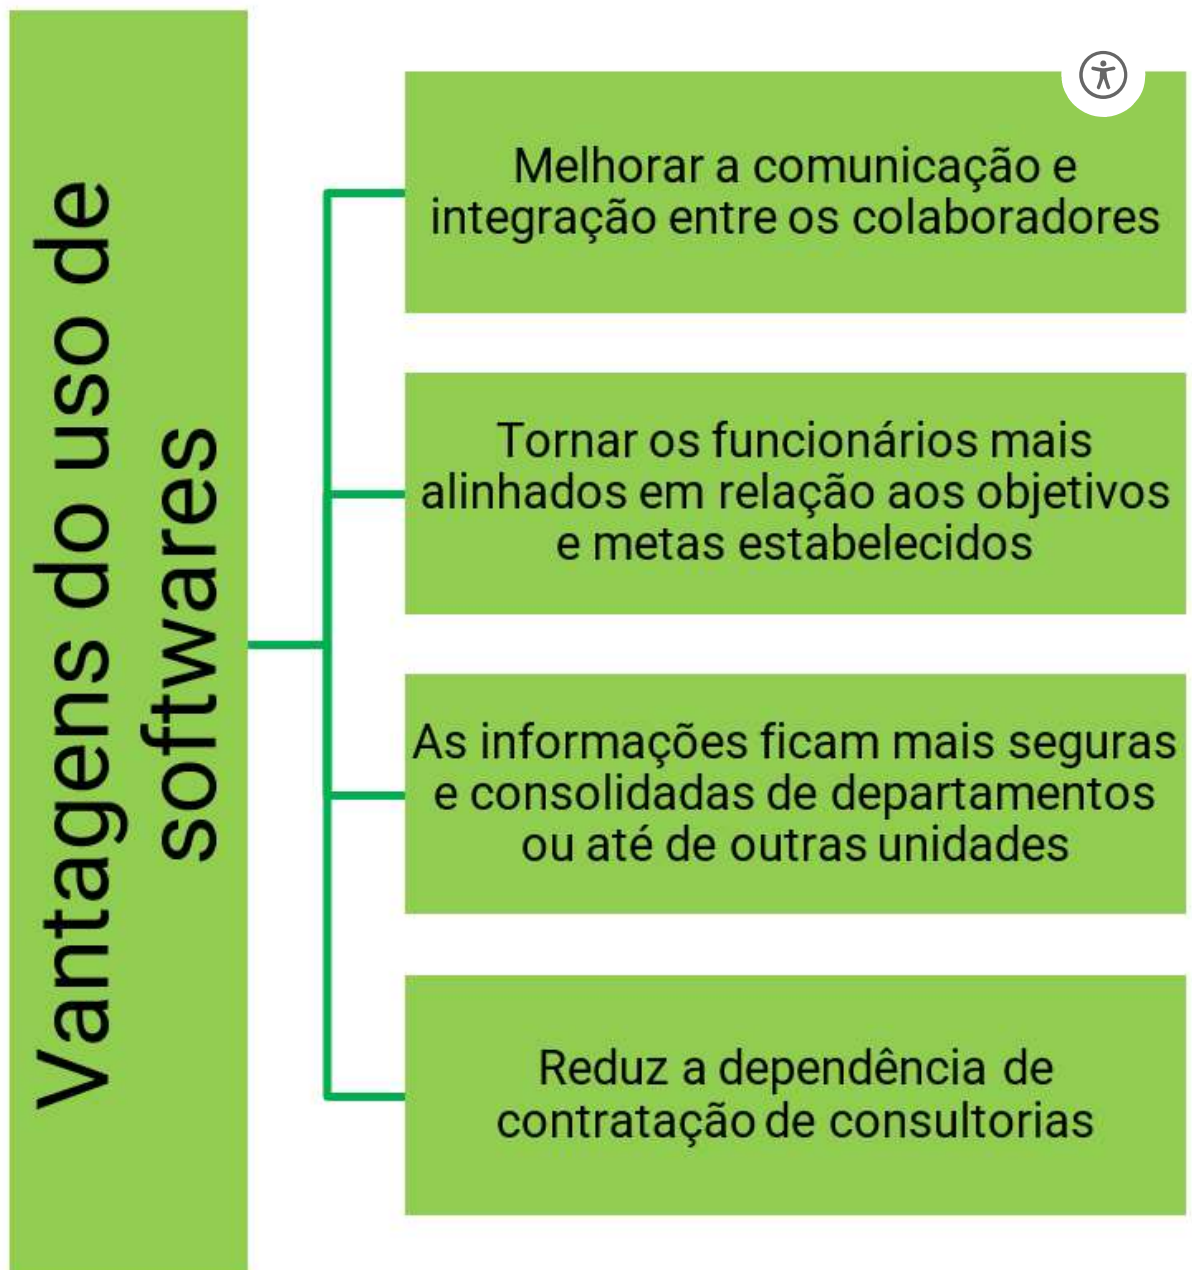 Vantagens do uso de
softwares
Melhorar a comunicação e
integração entre os colaboradores
Tornar os funcionários mais
alinhados em relação aos objetivos
e metas estabelecidos
As informações ficam mais seguras
e consolidadas de departamentos
ou até de outras unidades
Reduz a dependência de
contratação de consultorias